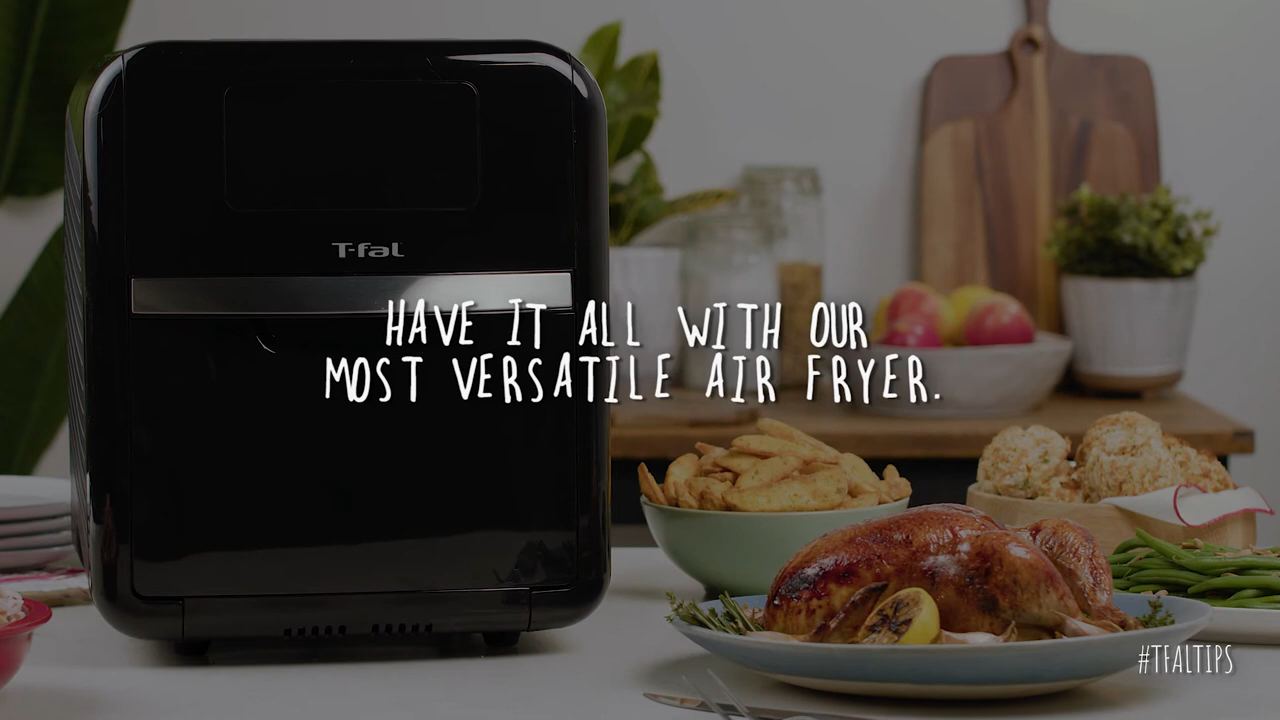 T-fal
HAVE IT ALL WITH OUR
MOST VERSATILE AIR FRYER.
#TFALTIPS